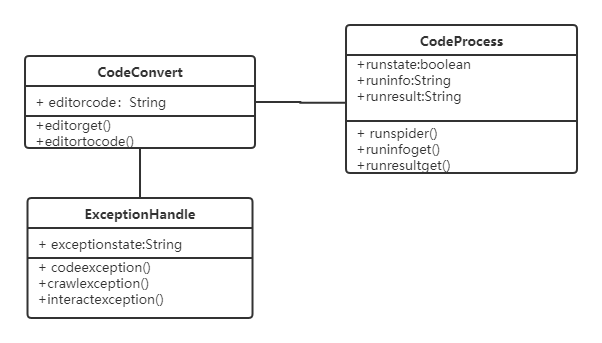 CodeConvert
+ editorcode: String
+editorget()
+editortocode()
CodeProcess
+runstate:boolean
+runinfo:String
+runresult:String
+ runspider()
+runinfoget()
+runresultget()
ExceptionHandle
+ exceptionstate:String
+ codeexception()
+crawlexception()
+interactexception()